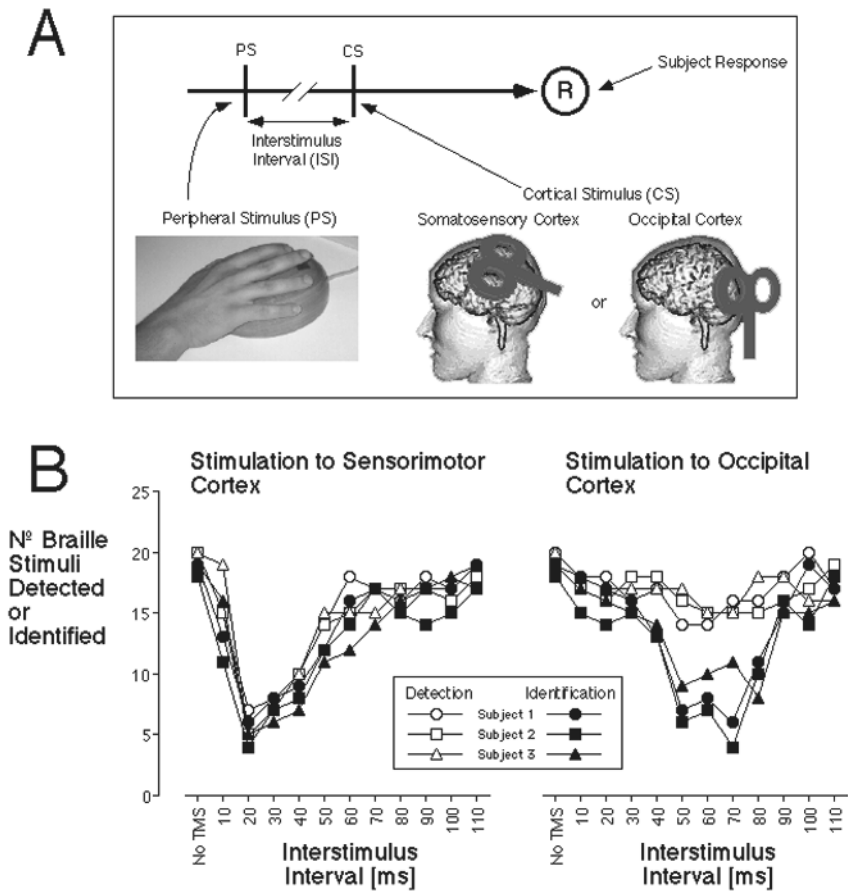 A
PS
CS
R
Subject Response
Interstimulus
Interval (ISI)
Cortical Stimulus (CS)
Peripheral Stimulus (PS)
Somatosensory Cortex
Occipital Cortex
or
B
Stimulation to Sensorimotor
Cortex
Stimulation to Occipital
Cortex
Nº Braille
Stimuli
Detected
or
Identified
25
20
15
10
5
0
Detection
Identification
Subject 1
Subject 2
Subject 3
No TMS
10
20
30
40
50
60
70
80
90
100
110
Interstimulus
Interval [ms]
No TMS
10
20
30
40
50
60
70
80
90
100
110
Interstimulus
Interval [ms]